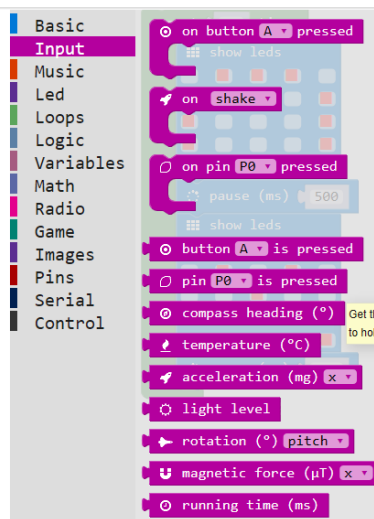 Basic
Input
Music
Led
Loops
Logic
Variables
Math
Radio
Game
Images
Pins
Serial
Control
on button A pressed
show leds
on shake
on pin P0 pressed
pause (ms) 500
show leds
button A is pressed
pin P0 is pressed
compass heading (°)
Get th
to hol
temperature (°C)
acceleration (mg) x
light level
rotation (°) pitch
magnetic force (µT) x
running time (ms)